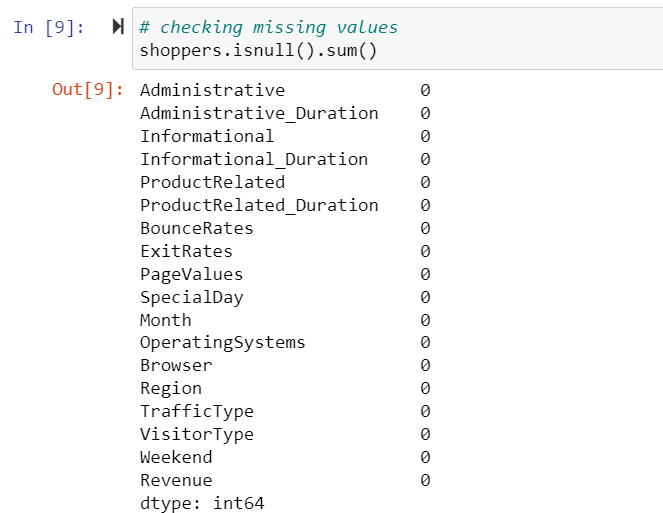 In [9]: # checking missing values
shoppers.isnull().sum()
Out[9]: Administrative 0
Administrative_Duration 0
Informational 0
Informational_Duration 0
ProductRelated 0
ProductRelated_Duration 0
BounceRates 0
ExitRates 0
PageValues 0
SpecialDay 0
Month 0
OperatingSystems 0
Browser 0
Region 0
TrafficType 0
VisitorType 0
Weekend 0
Revenue 0
dtype: int64